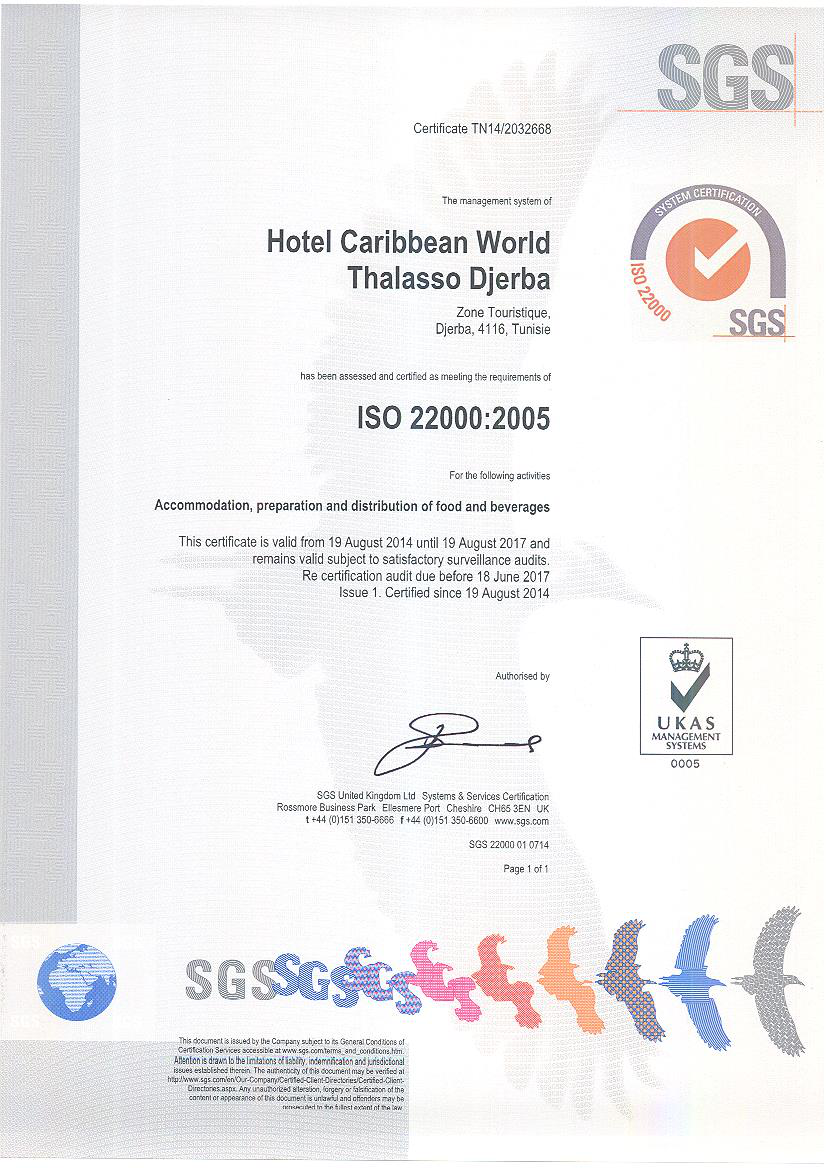 SGS
Certificate TN14/2032668
The management system of
Hotel Caribbean World
Thalasso Djerba
Zone Touristique,
Djerba, 4116, Tunisie
SYSTEM CERTIFICATION
ISO 22000
SGS
has been assessed and certified as meeting the requirements of
ISO 22000:2005
For the following activities
Accommodation, preparation and distribution of food and beverages
This certificate is valid from 19 August 2014 until 19 August 2017 and
remains valid subject to satisfactory surveillance audits.
Re certification audit due before 18 June 2017
Issue 1. Certified since 19 August 2014
Authorised by
UKAS
MANAGEMENT
SYSTEMS
0005
SGS United Kingdom Ltd Systems & Services Certification
Rossmore Business Park Ellesmere Port Cheshire CH65 3EN UK
t +44 (0)151 350-6666 f +44 (0)151 350-6600 www.sgs.com
SGS 22000 01 0714
Page 1 of 1
SGS
SGS
SGS SGS SGS SGS
This document is issued by the Company subject to its General Conditions of
Certification Services accessible at www.sgs.com/terms_and_conditions.htm.
Attention is drawn to the limitations of liability, indemnification and jurisdictional
issues established therein. The authenticity of this document may be verified at
http://www.sgs.com/en/Our-Company/Certified-Client-Directories/Certified-Client-
Directories.aspx. Any unauthorized alteration, forgery or falsification of the
content or appearance of this document is unlawful and offenders may be
prosecuted to the fullest extent of the law.